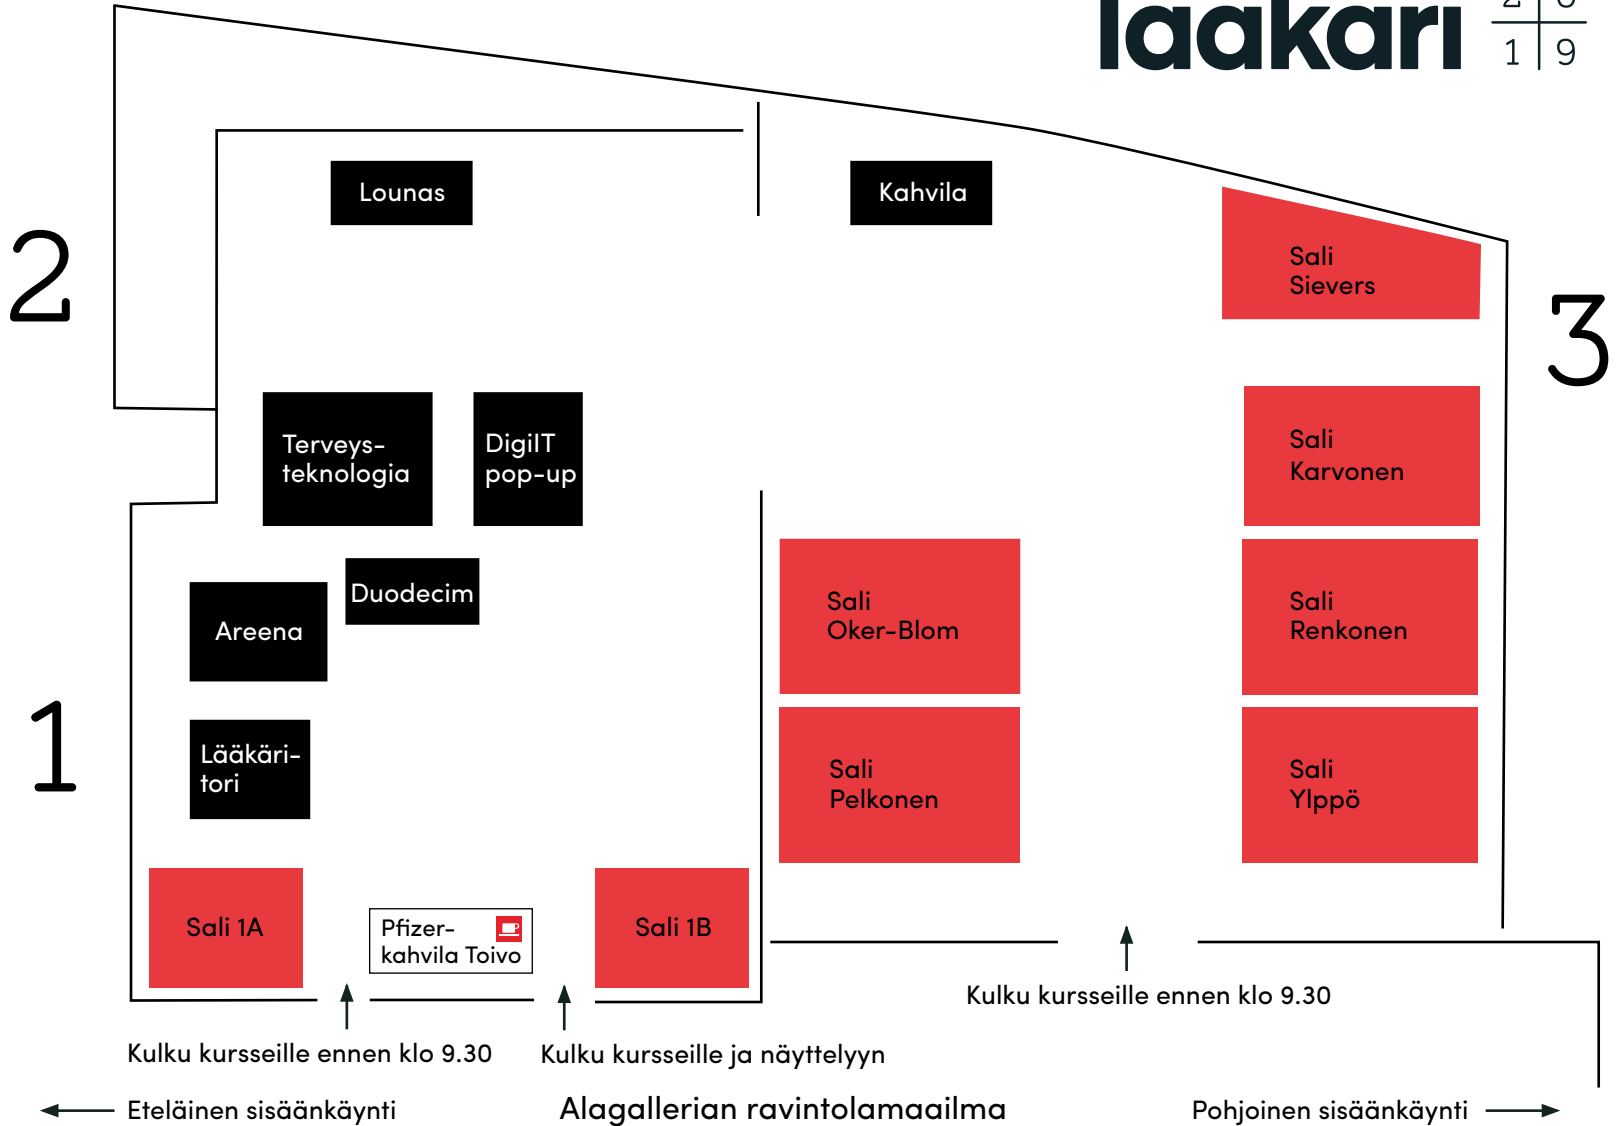 lääkäri
2 0
1 9
Lounas
Kahvila
2
Sali
Sievers
3
Terveys-
teknologia
DigiIT
pop-up
Sali
Karvonen
Duodecim
Areena
Sali
Oker-Blom
Sali
Renkonen
1
Lääkäri-
tori
Sali
Pelkonen
Sali
Ylppö
Sali 1A
Pfizer-
kahvila Toivo
Sali 1B
Kulku kursseille ennen klo 9.30
Kulku kursseille ennen klo 9.30
Kulku kursseille ja näyttelyyn
Eteläinen sisäänkäynti
Alagallerian ravintolamaailma
Pohjoinen sisäänkäynti